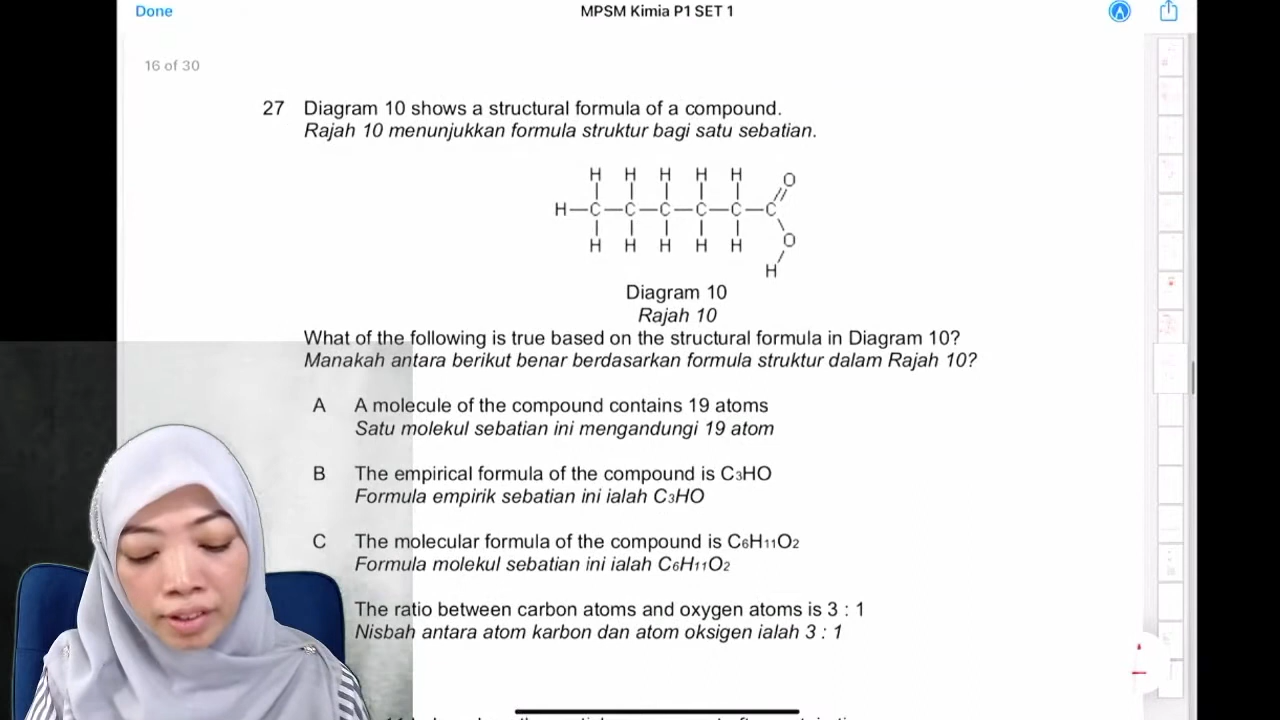 Done
MPSM Kimia P1 SET 1
16 of 30
27 Diagram 10 shows a structural formula of a compound.
Rajah 10 menunjukkan formula struktur bagi satu sebatian.
H H H H H O
H—C—C—C—C—C—C
H H H H H O
H
Diagram 10
Rajah 10
What of the following is true based on the structural formula in Diagram 10?
Manakah antara berikut benar berdasarkan formula struktur dalam Rajah 10?
A A molecule of the compound contains 19 atoms
Satu molekul sebatian ini mengandungi 19 atom
B The empirical formula of the compound is C₃HO
Formula empirik sebatian ini ialah C₃HO
C The molecular formula of the compound is C₆H₁₁O₂
Formula molekul sebatian ini ialah C₆H₁₁O₂
The ratio between carbon atoms and oxygen atoms is 3 : 1
Nisbah antara atom karbon dan atom oksigen ialah 3 : 1